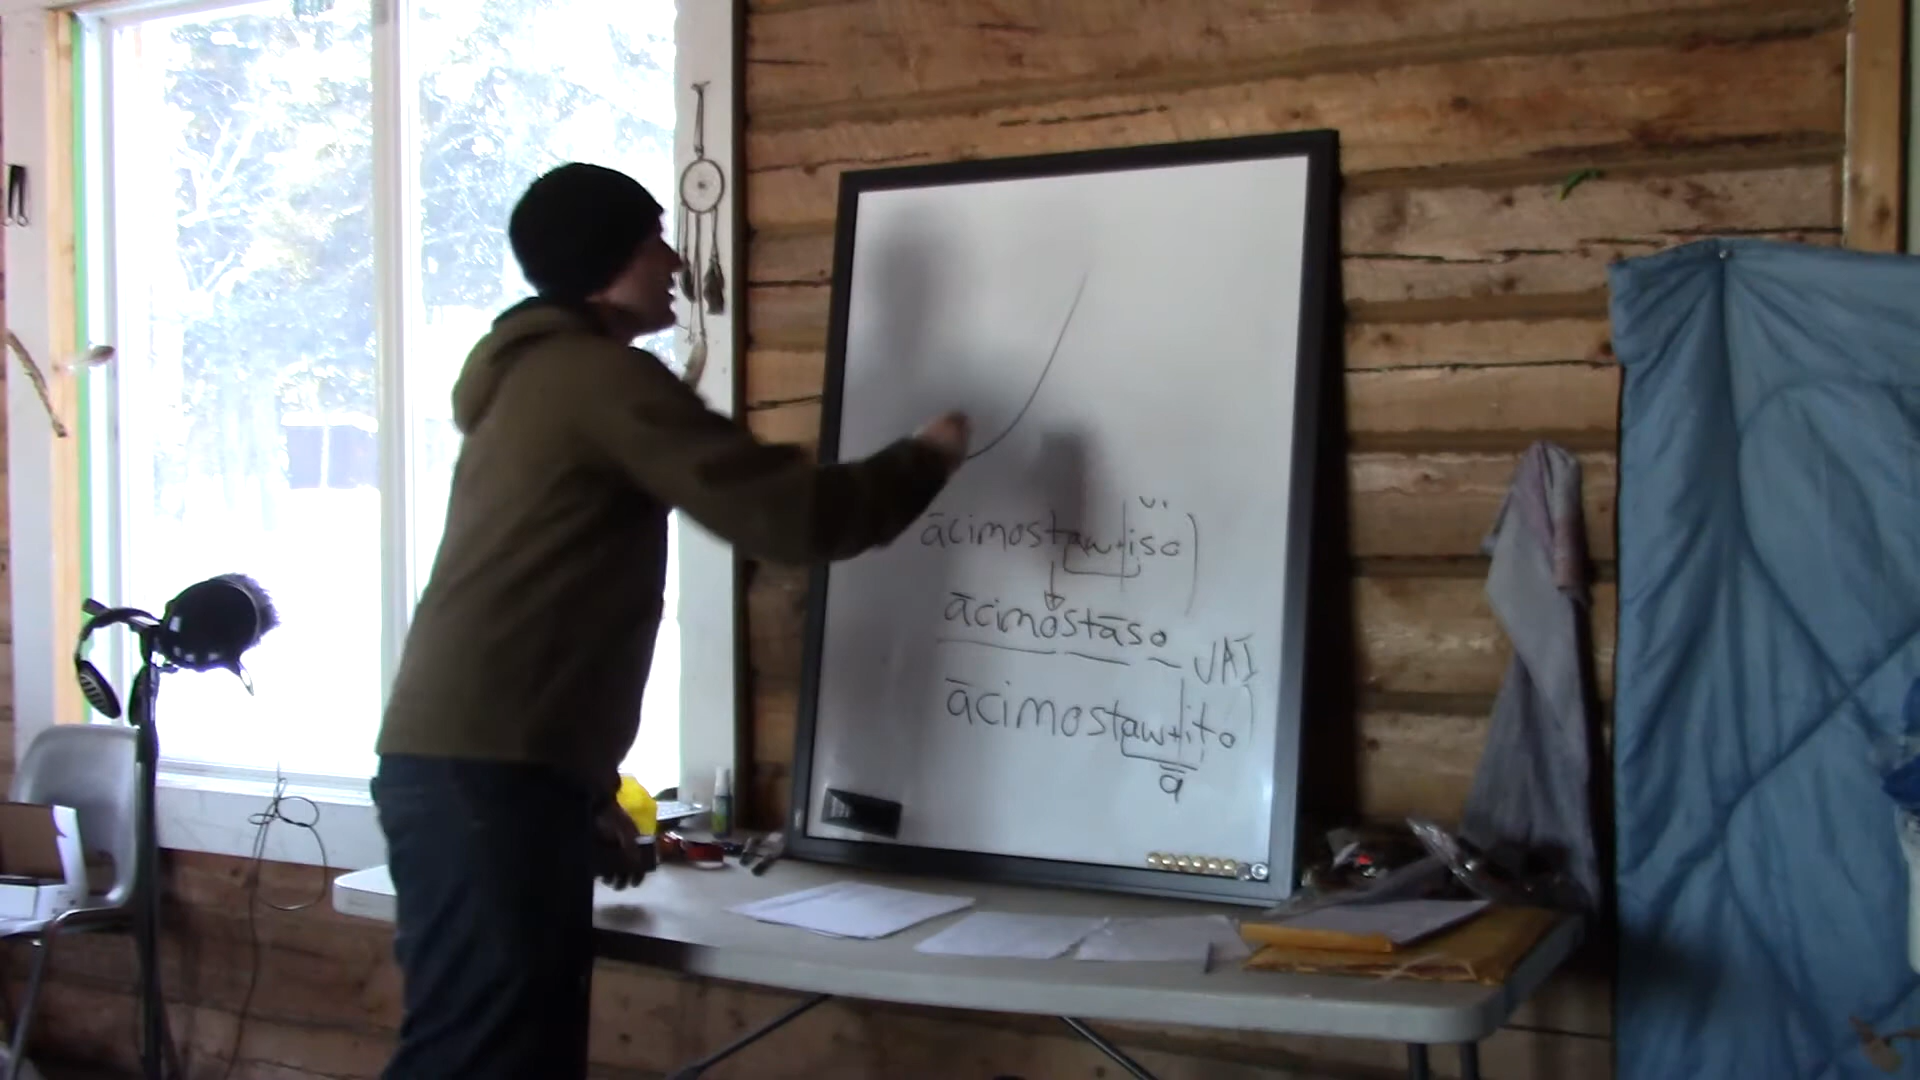 ācimostaw+iso)
ācimostāso VAI
ācimostaw+ito)
ā